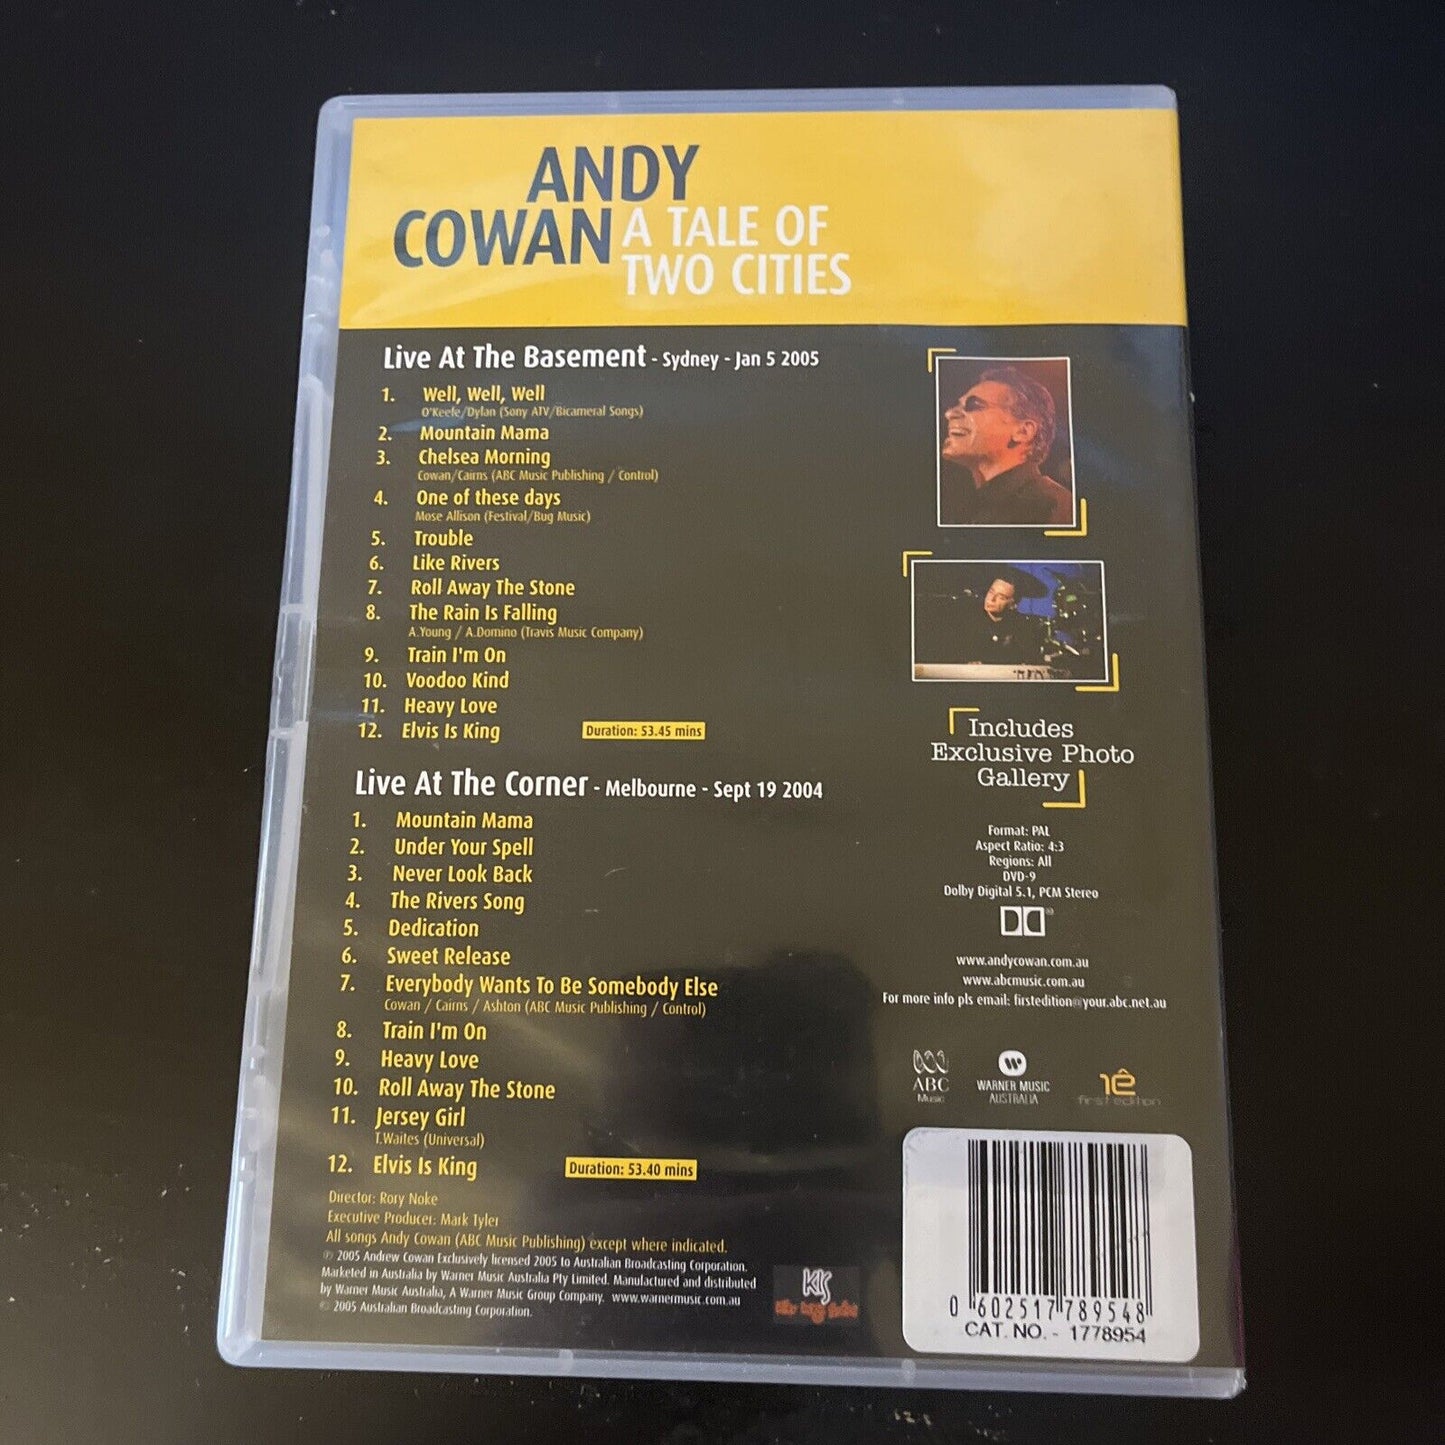 ANDY
COWAN A TALE OF
TWO CITIES
Live At The Basement - Sydney - Jan 5 2005
1. Well, Well, Well
O'Keefe/Dylan (Sony ATV/Bicameral Songs)
2. Mountain Mama
3. Chelsea Morning
Cowan/Cairns (ABC Music Publishing / Control)
4. One of these days
Mose Allison (Festival/Bug Music)
5. Trouble
6. Like Rivers
7. Roll Away The Stone
8. The Rain Is Falling
A.Young / A.Domino (Travis Music Company)
9. Train I'm On
10. Voodoo Kind
11. Heavy Love
12. Elvis Is King Duration: 53.45 mins
Live At The Corner - Melbourne - Sept 19 2004
1. Mountain Mama
2. Under Your Spell
3. Never Look Back
4. The Rivers Song
5. Dedication
6. Sweet Release
7. Everybody Wants To Be Somebody Else
Cowan / Cairns / Ashton (ABC Music Publishing / Control)
8. Train I'm On
9. Heavy Love
10. Roll Away The Stone
11. Jersey Girl
T.Waites (Universal)
12. Elvis Is King Duration: 53.40 mins
Director: Rory Noke
Executive Producer: Mark Tyler
All songs Andy Cowan (ABC Music Publishing) except where indicated.
℗ 2005 Andrew Cowan Exclusively licensed 2005 to Australian Broadcasting Corporation.
Marketed in Australia by Warner Music Australia Pty Limited. Manufactured and distributed
by Warner Music Australia, A Warner Music Group Company. www.warnermusic.com.au
© 2005 Australian Broadcasting Corporation.
Includes
Exclusive Photo
Gallery
Format: PAL
Aspect Ratio: 4:3
Regions: All
DVD-9
Dolby Digital 5.1, PCM Stereo
www.andycowan.com.au
www.abcmusic.com.au
For more info pls email: firstedition@your.abc.net.au
ABC
Music
WARNER MUSIC
AUSTRALIA
1ê
first edition
0 602517 789548
CAT. NO. - 1778954